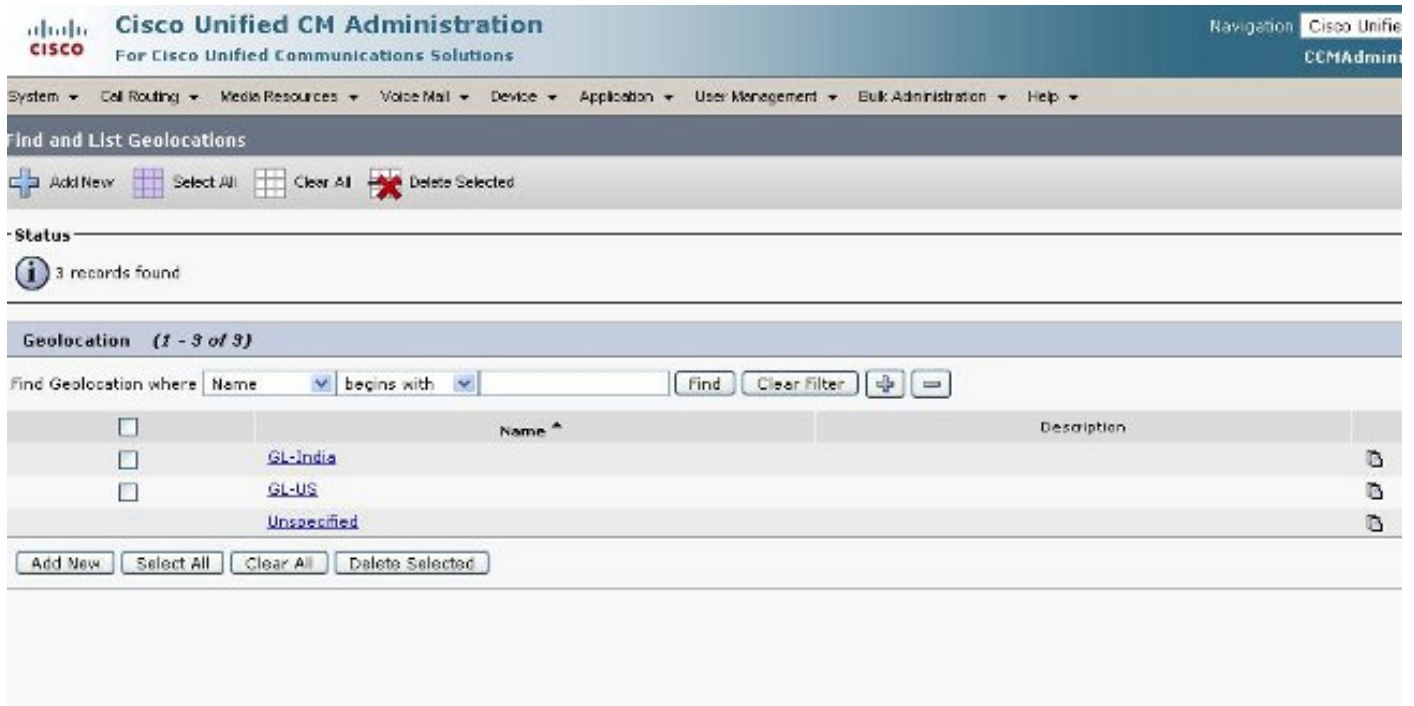 CISCO
Cisco Unified CM Administration
For Cisco Unified Communications Solutions
Navigation Cisco Unifie
CCMAdmini
System Call Routing Media Resources Voice Mail Device Application User Management Bulk Administration Help
Find and List Geolocations
Add New Select All Clear All Delete Selected
Status
3 records found
Geolocation (1 - 3 of 3)
Find Geolocation where Name begins with Find Clear Filter
Name Description
GL-India
GL-US
Unspecified
Add New Select All Clear All Delete Selected